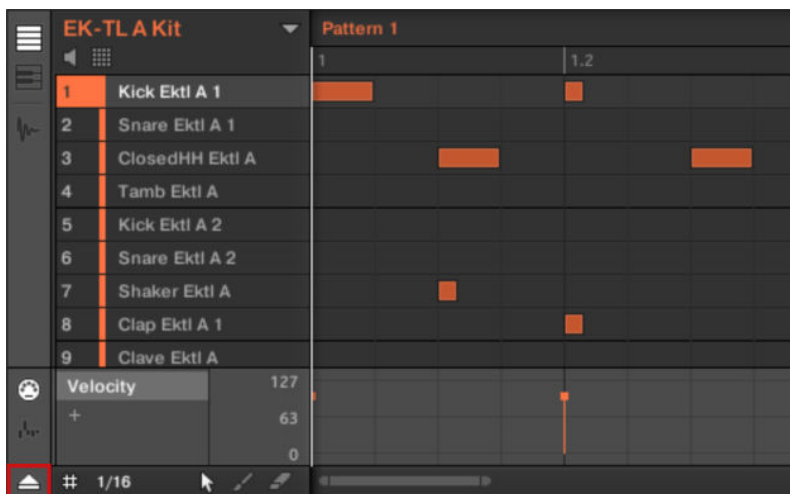 EK-TL A Kit Pattern 1
1 1.2
1 Kick Ektl A 1
2 Snare Ektl A 1
3 ClosedHH Ektl A
4 Tamb Ektl A
5 Kick Ektl A 2
6 Snare Ektl A 2
7 Shaker Ektl A
8 Clap Ektl A 1
9 Clave Ektl A
Velocity 127
+ 63
0
# 1/16